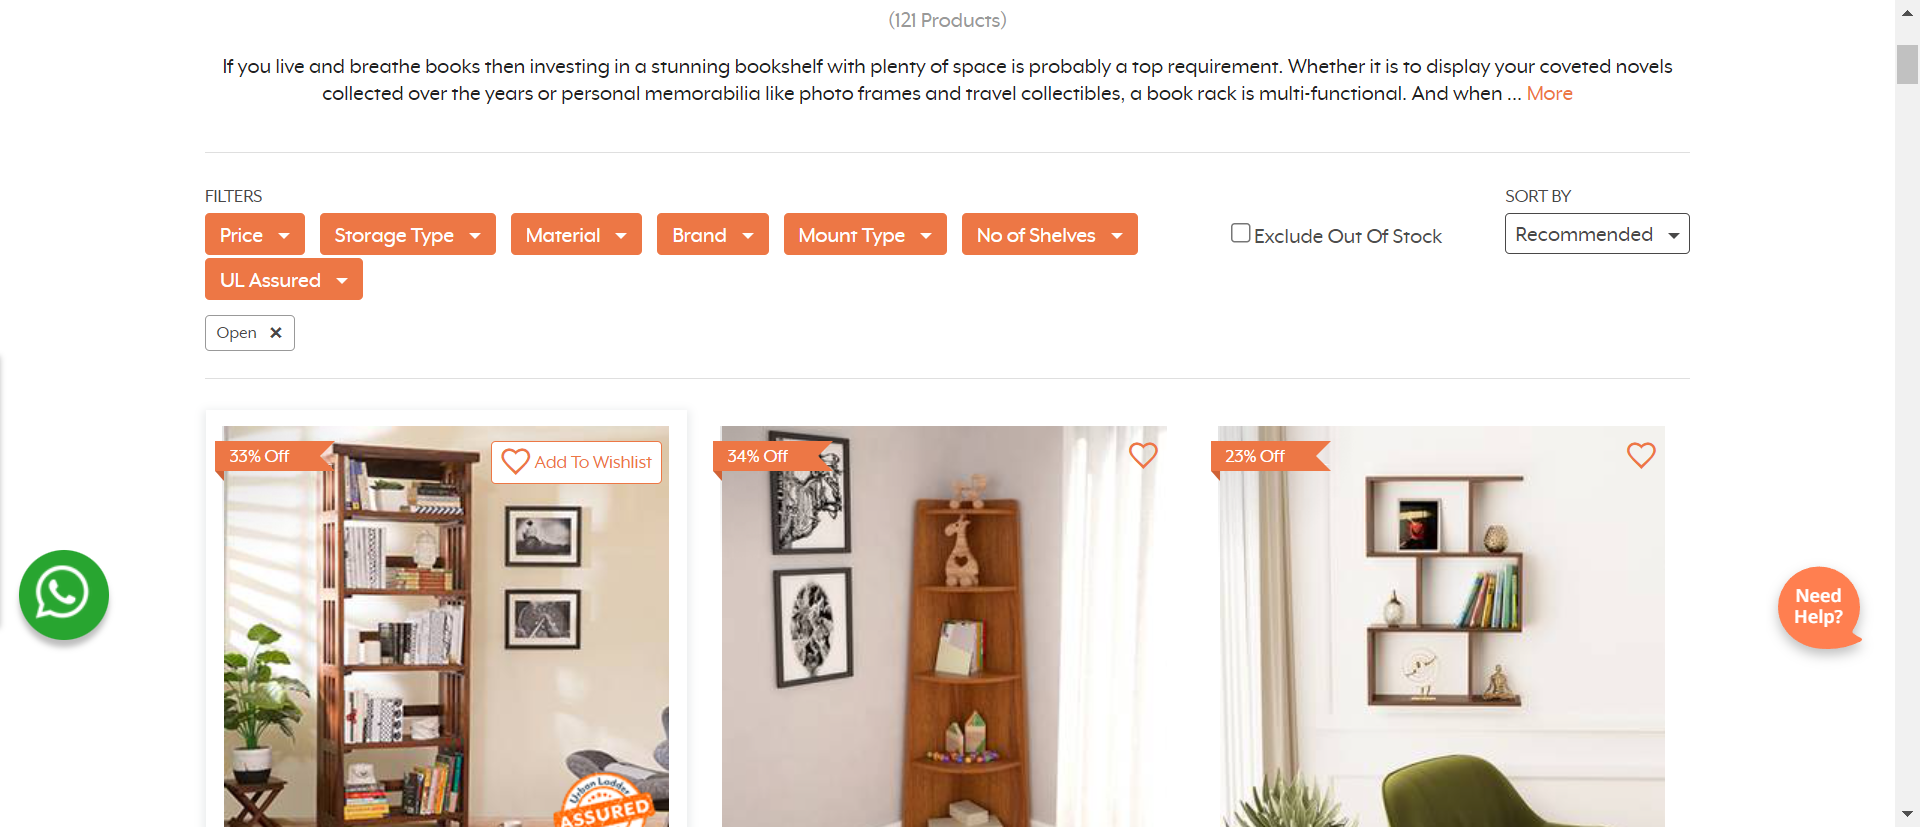 (121 Products)
If you live and breathe books then investing in a stunning bookshelf with plenty of space is probably a top requirement. Whether it is to display your coveted novels
collected over the years or personal memorabilia like photo frames and travel collectibles, a book rack is multi-functional. And when ... More
FILTERS
SORT BY
Price
Storage Type
Material
Brand
Mount Type
No of Shelves
Exclude Out Of Stock
Recommended
UL Assured
Open
33% Off
Add To Wishlist
34% Off
23% Off
Need
Help?
Urban Ladder
ASSURED